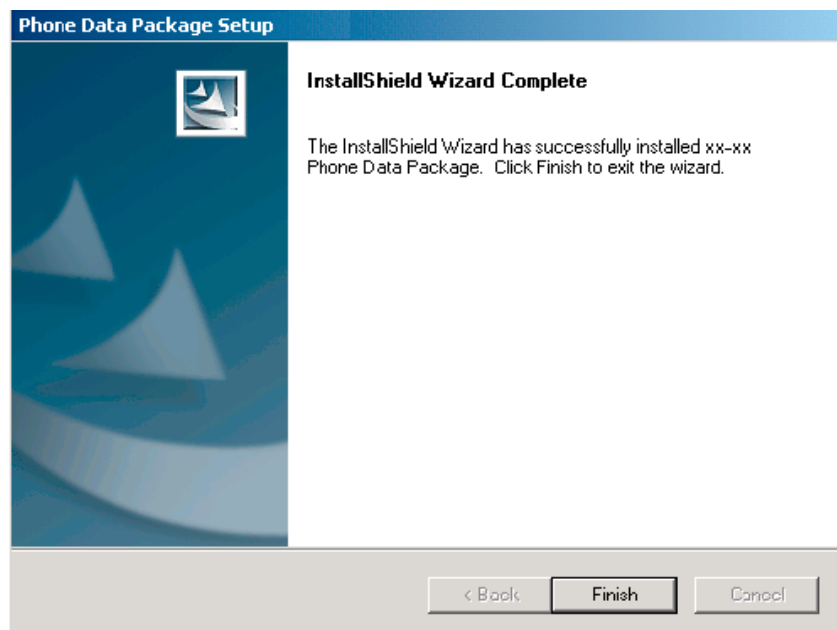 Phone Data Package Setup
InstallShield Wizard Complete
The InstallShield Wizard has successfully installed xx-xx
Phone Data Package. Click Finish to exit the wizard.
< Back
Finish
Cancel